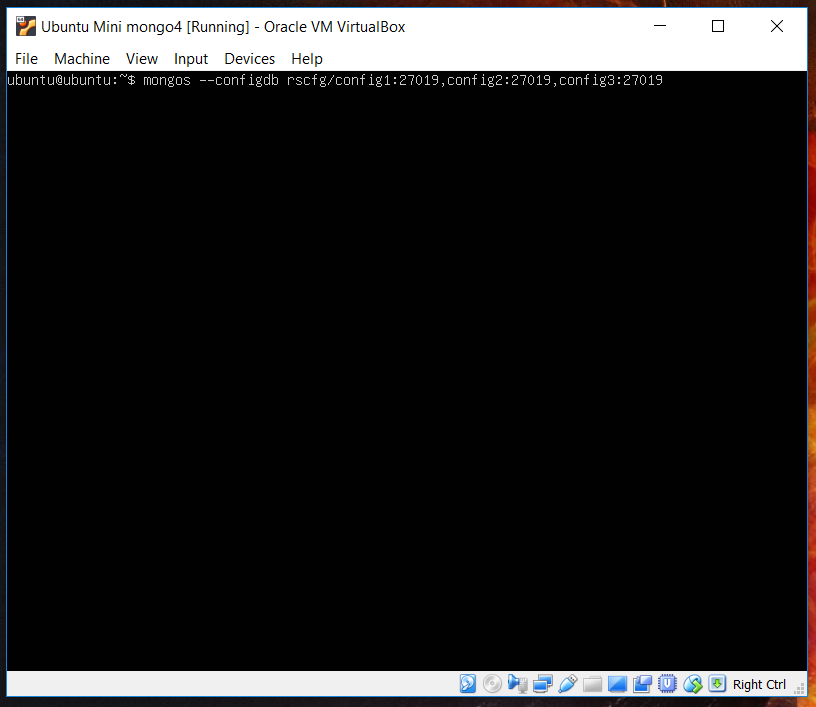 Ubuntu Mini mongo4 [Running] - Oracle VM VirtualBox
File Machine View Input Devices Help
ubuntu@ubuntu:~$ mongos --configdb rscfg/config1:27019,config2:27019,config3:27019
Right Ctrl